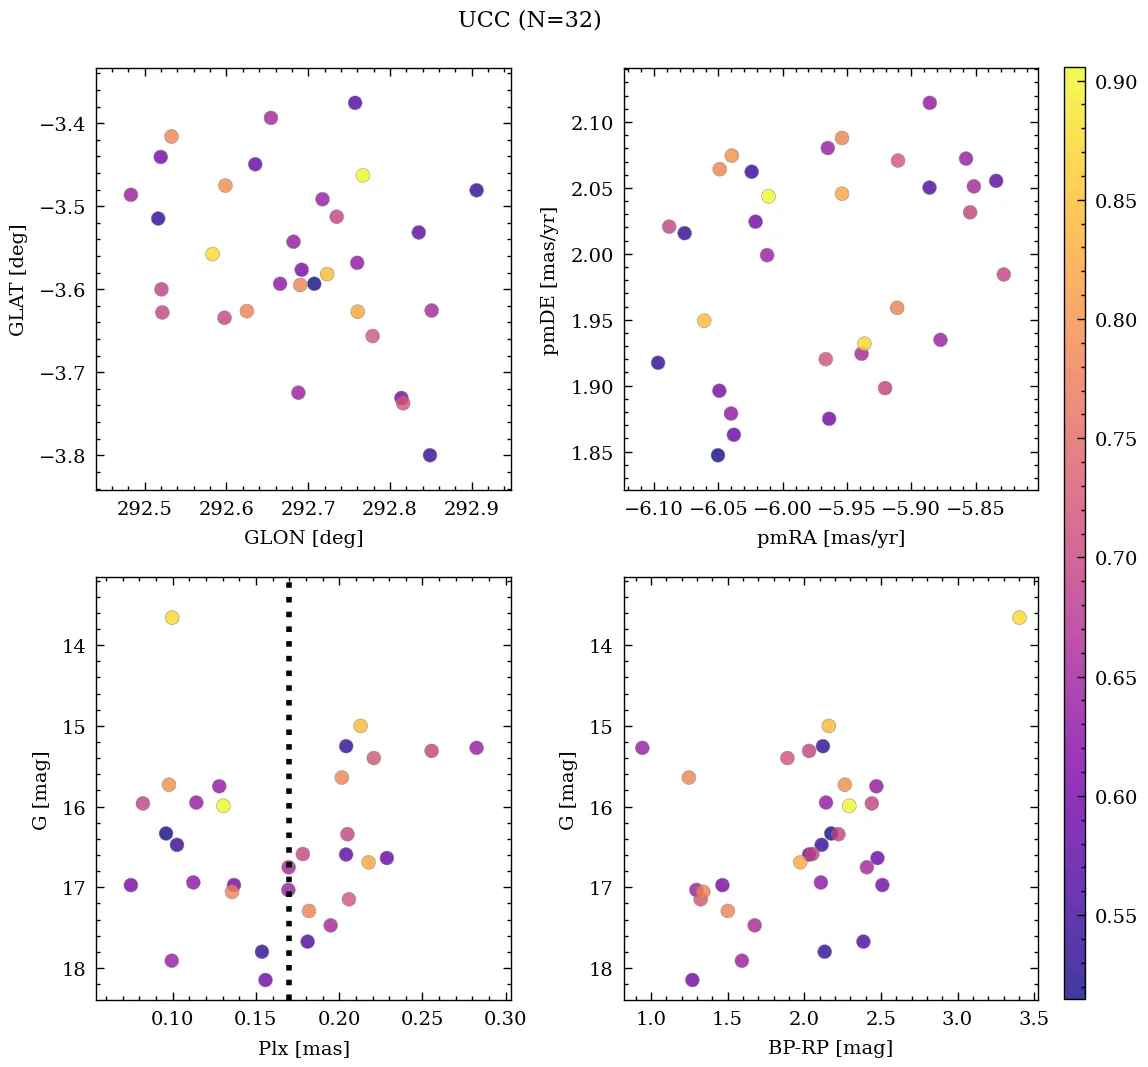 UCC (N=32)
−3.4
−3.5
−3.6
−3.7
−3.8
GLAT [deg]
292.5 292.6 292.7 292.8 292.9
GLON [deg]
2.10
2.05
2.00
1.95
1.90
1.85
pmDE [mas/yr]
−6.10 −6.05 −6.00 −5.95 −5.90 −5.85
pmRA [mas/yr]
14
15
16
17
18
G [mag]
0.10 0.15 0.20 0.25 0.30
Plx [mas]
14
15
16
17
18
G [mag]
1.0 1.5 2.0 2.5 3.0 3.5
BP-RP [mag]
0.90
0.85
0.80
0.75
0.70
0.65
0.60
0.55